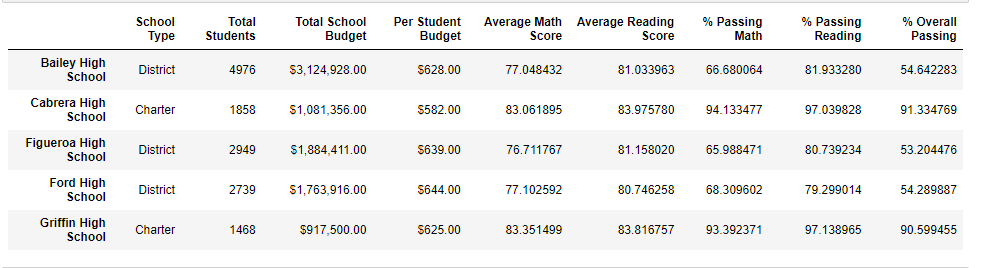 School Type Total Students Total School Budget Per Student Budget Average Math Score Average Reading Score % Passing Math % Passing Reading % Overall Passing
Bailey High School District 4976 $3,124,928.00 $628.00 77.048432 81.033963 66.680064 81.933280 54.642283
Cabrera High School Charter 1858 $1,081,356.00 $582.00 83.061895 83.975780 94.133477 97.039828 91.334769
Figueroa High School District 2949 $1,884,411.00 $639.00 76.711767 81.158020 65.988471 80.739234 53.204476
Ford High School District 2739 $1,763,916.00 $644.00 77.102592 80.746258 68.309602 79.299014 54.289887
Griffin High School Charter 1468 $917,500.00 $625.00 83.351499 83.816757 93.392371 97.138965 90.599455